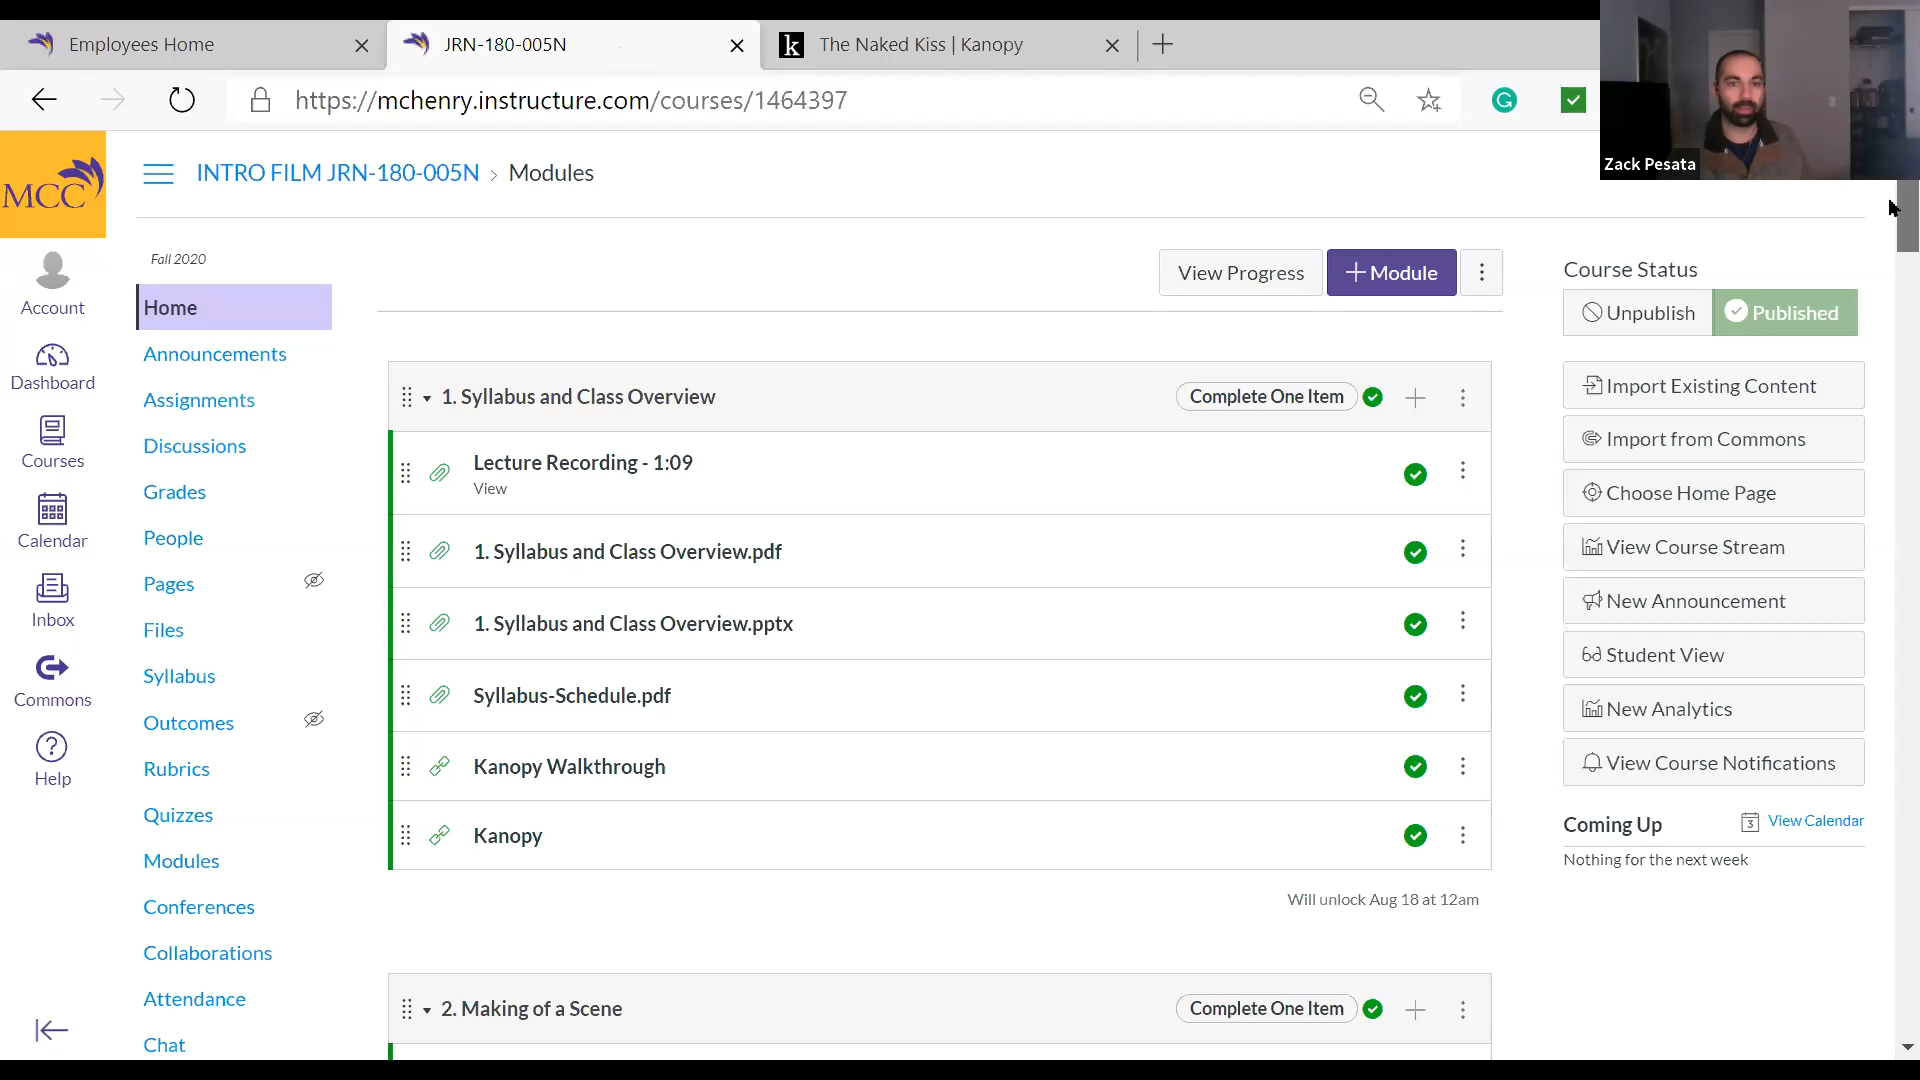 Employees Home
JRN-180-005N
k
The Naked Kiss | Kanopy
https://mchenry.instructure.com/courses/1464397
G
Zack Pesata
MCC
INTRO FILM JRN-180-005N > Modules
Account
Dashboard
Courses
Calendar
Inbox
Commons
Help
Fall 2020
Home
Announcements
Assignments
Discussions
Grades
People
Pages
Files
Syllabus
Outcomes
Rubrics
Quizzes
Modules
Conferences
Collaborations
Attendance
Chat
View Progress
+ Module
1. Syllabus and Class Overview
Complete One Item
Lecture Recording - 1:09
View
1. Syllabus and Class Overview.pdf
1. Syllabus and Class Overview.pptx
Syllabus-Schedule.pdf
Kanopy Walkthrough
Kanopy
Will unlock Aug 18 at 12am
2. Making of a Scene
Complete One Item
Course Status
Unpublish
Published
Import Existing Content
Import from Commons
Choose Home Page
View Course Stream
New Announcement
Student View
New Analytics
View Course Notifications
Coming Up
3
View Calendar
Nothing for the next week